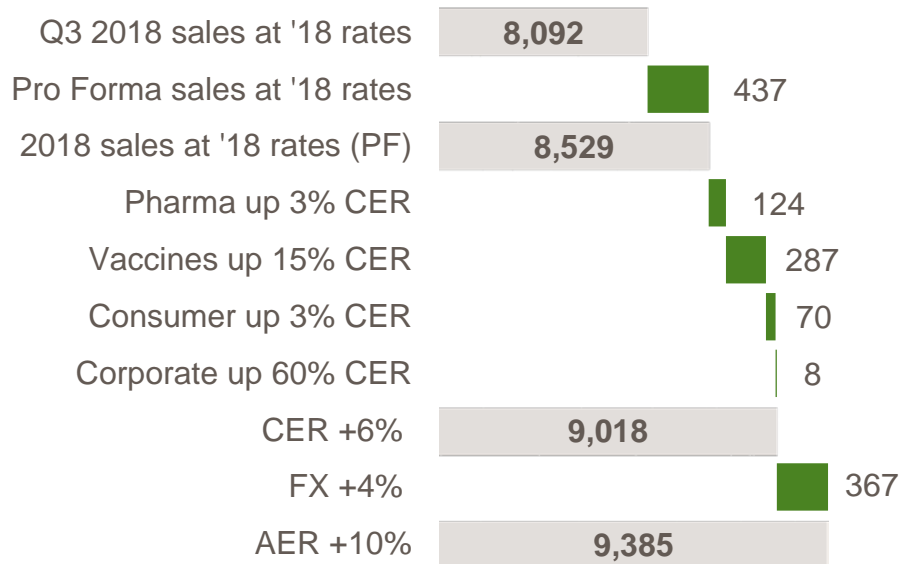 Q3 2018 sales at '18 rates 8,092
Pro Forma sales at '18 rates 437
2018 sales at '18 rates (PF) 8,529
Pharma up 3% CER 124
Vaccines up 15% CER 287
Consumer up 3% CER 70
Corporate up 60% CER 8
CER +6% 9,018
FX +4% 367
AER +10% 9,385